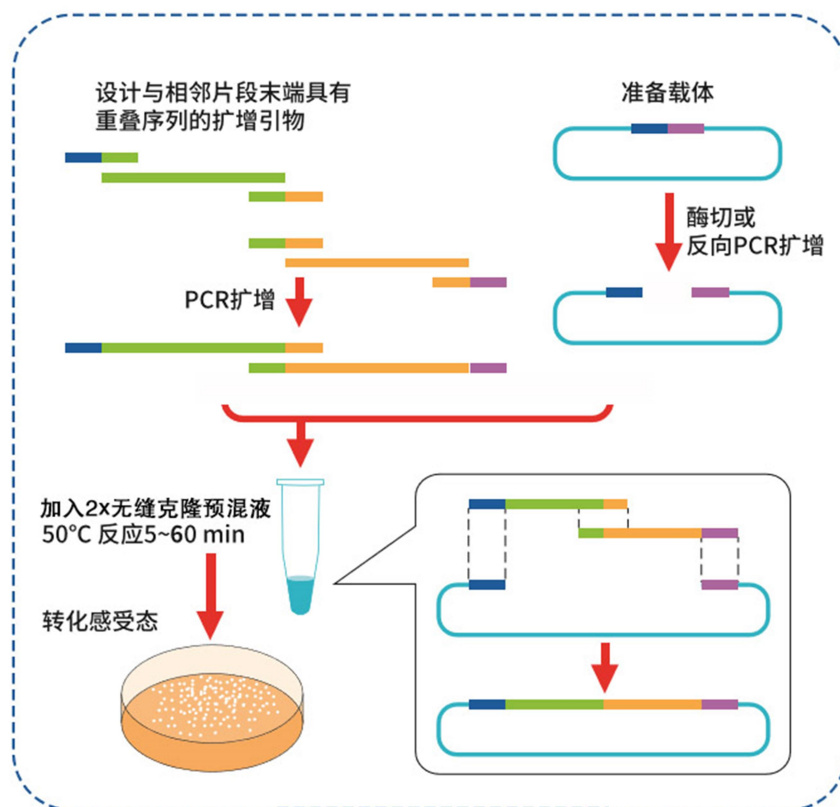 设计与相邻片段末端具有
重叠序列的扩增引物
准备载体
酶切或
反向PCR扩增
PCR扩增
加入2x无缝克隆预混液
50℃ 反应5~60 min
转化感受态